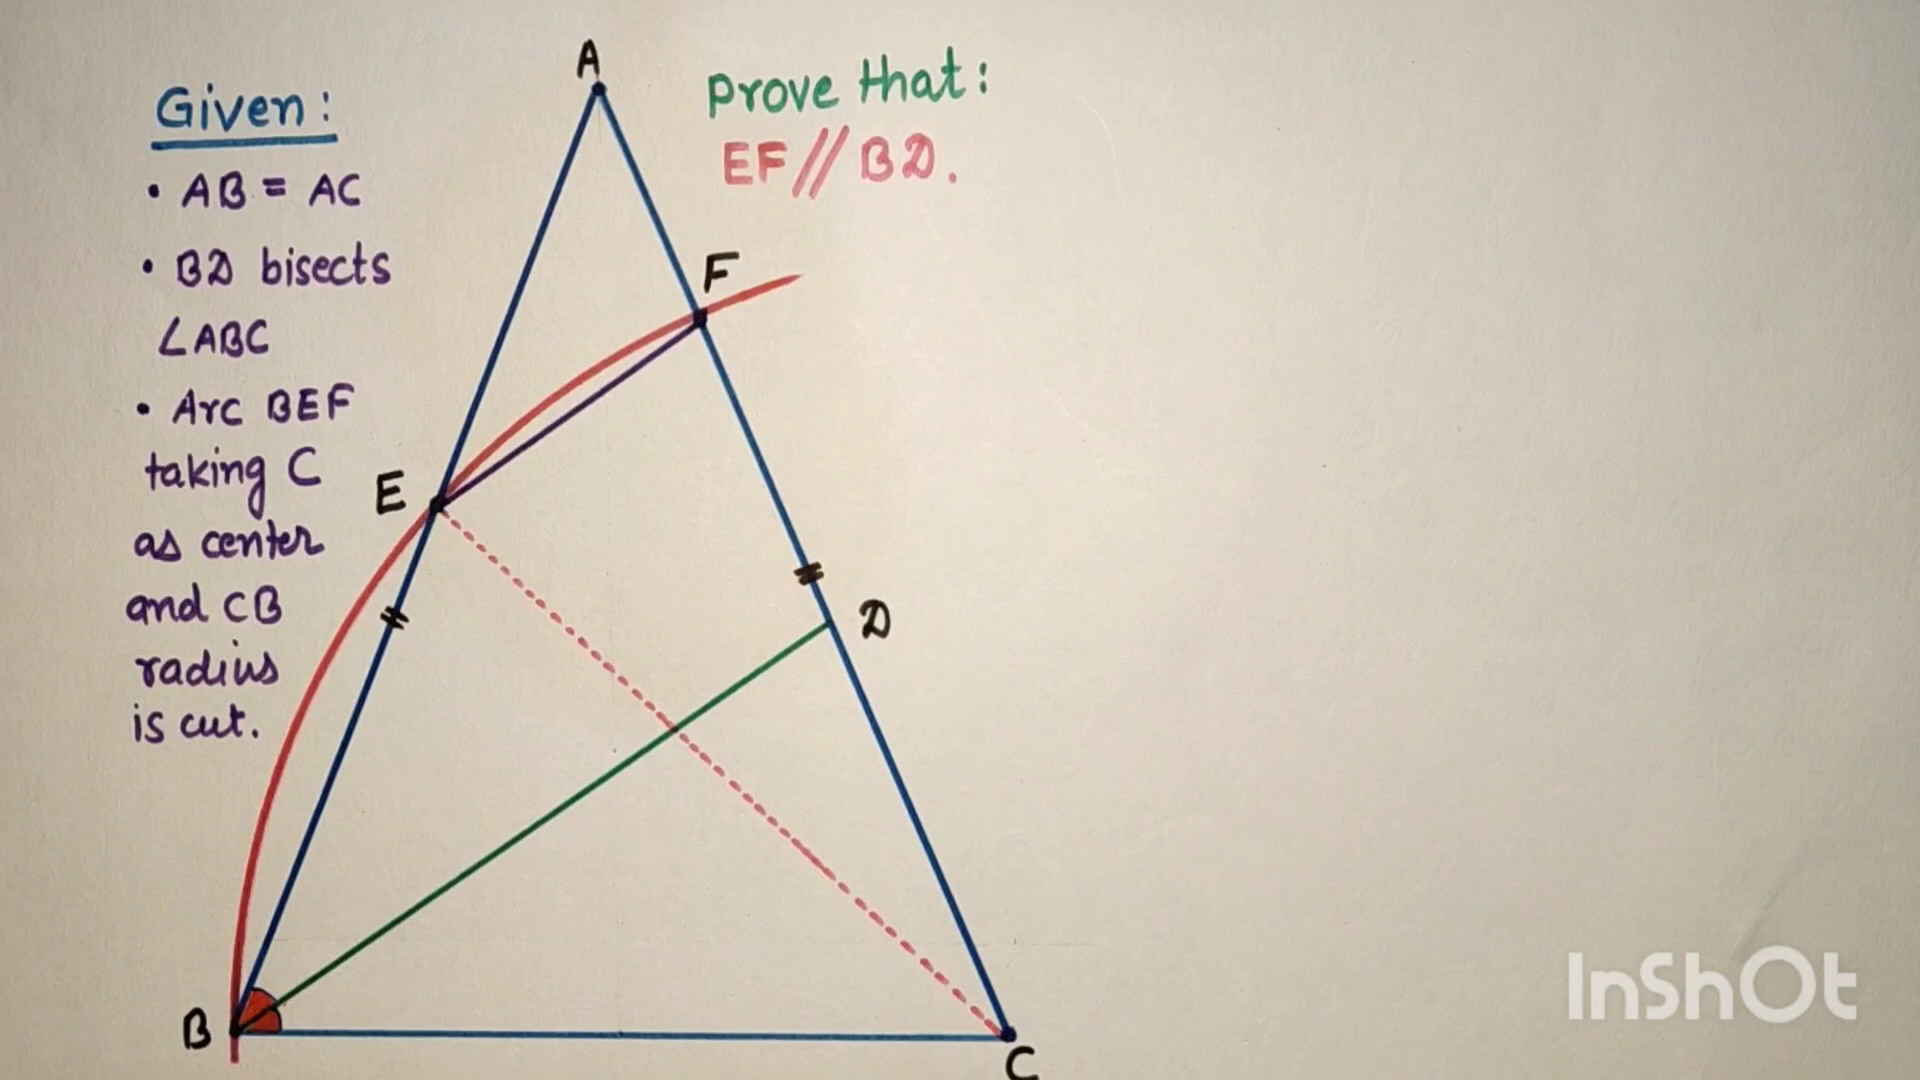 Given:
• AB = AC
• BD bisects
∠ABC
• Arc BEF
taking C
as center
and CB
radius
is cut.
Prove that:
EF // BD.
A
F
E
D
B
C
InShOt